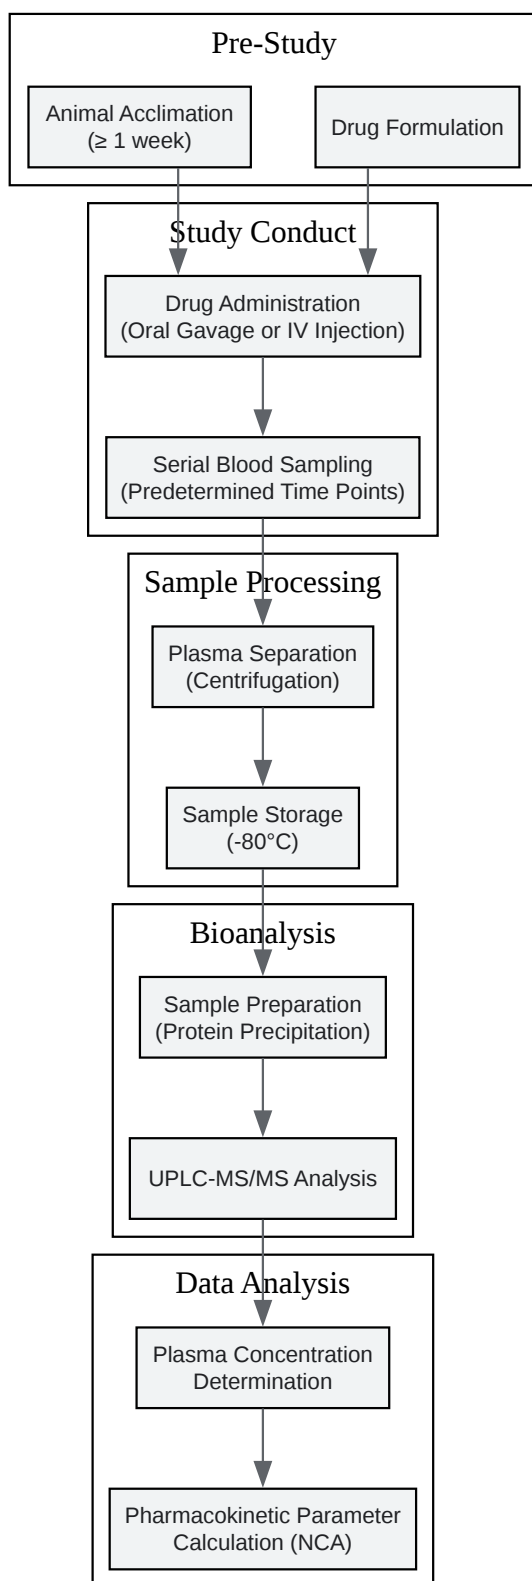 Pre-Study
Animal Acclimation
(≥ 1 week)
Drug Formulation
Study Conduct
Drug Administration
(Oral Gavage or IV Injection)
Serial Blood Sampling
(Predetermined Time Points)
Sample Processing
Plasma Separation
(Centrifugation)
Sample Storage
(-80°C)
Bioanalysis
Sample Preparation
(Protein Precipitation)
UPLC-MS/MS Analysis
Data Analysis
Plasma Concentration
Determination
Pharmacokinetic Parameter
Calculation (NCA)